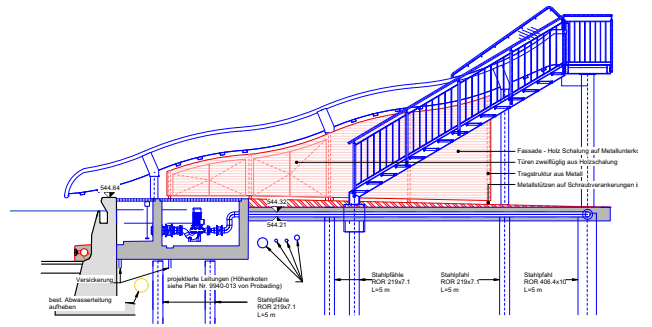 Fassade - Holz Schalung auf Metallunterko
Türen zweiflüglig aus Holzschalung
Tragstruktur aus Metall
Metallstützen auf Schraubverankerungen i
544.64
544.32
544.21
Versickerung
projektierte Leitungen (Höhenkoten
siehe Plan Nr. 9940-013 von Probading)
best. Abwasserleitung
aufheben
Stahlpfähle
ROR 219x7.1
L=5 m
Stahlpfähle
ROR 219x7.1
L=5 m
Stahlpfahl
ROR 219x7.1
L=5 m
Stahlpfahl
ROR 406.4x10
L=5 m